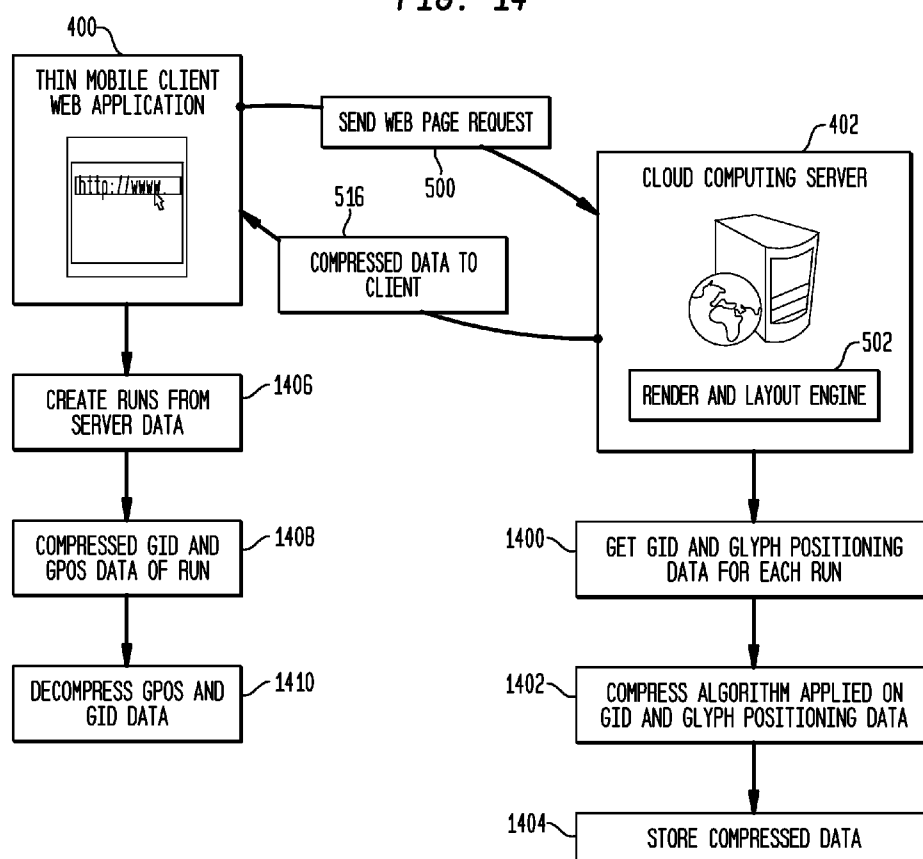 FIG. 14
400
THIN MOBILE CLIENT
WEB APPLICATION
http://www.
SEND WEB PAGE REQUEST
500
516
COMPRESSED DATA TO
CLIENT
402
CLOUD COMPUTING SERVER
502
RENDER AND LAYOUT ENGINE
CREATE RUNS FROM
SERVER DATA
1406
COMPRESSED GID AND
GPOS DATA OF RUN
1408
DECOMPRESS GPOS AND
GID DATA
1410
1400
GET GID AND GLYPH POSITIONING
DATA FOR EACH RUN
1402
COMPRESS ALGORITHM APPLIED ON
GID AND GLYPH POSITIONING DATA
1404
STORE COMPRESSED DATA